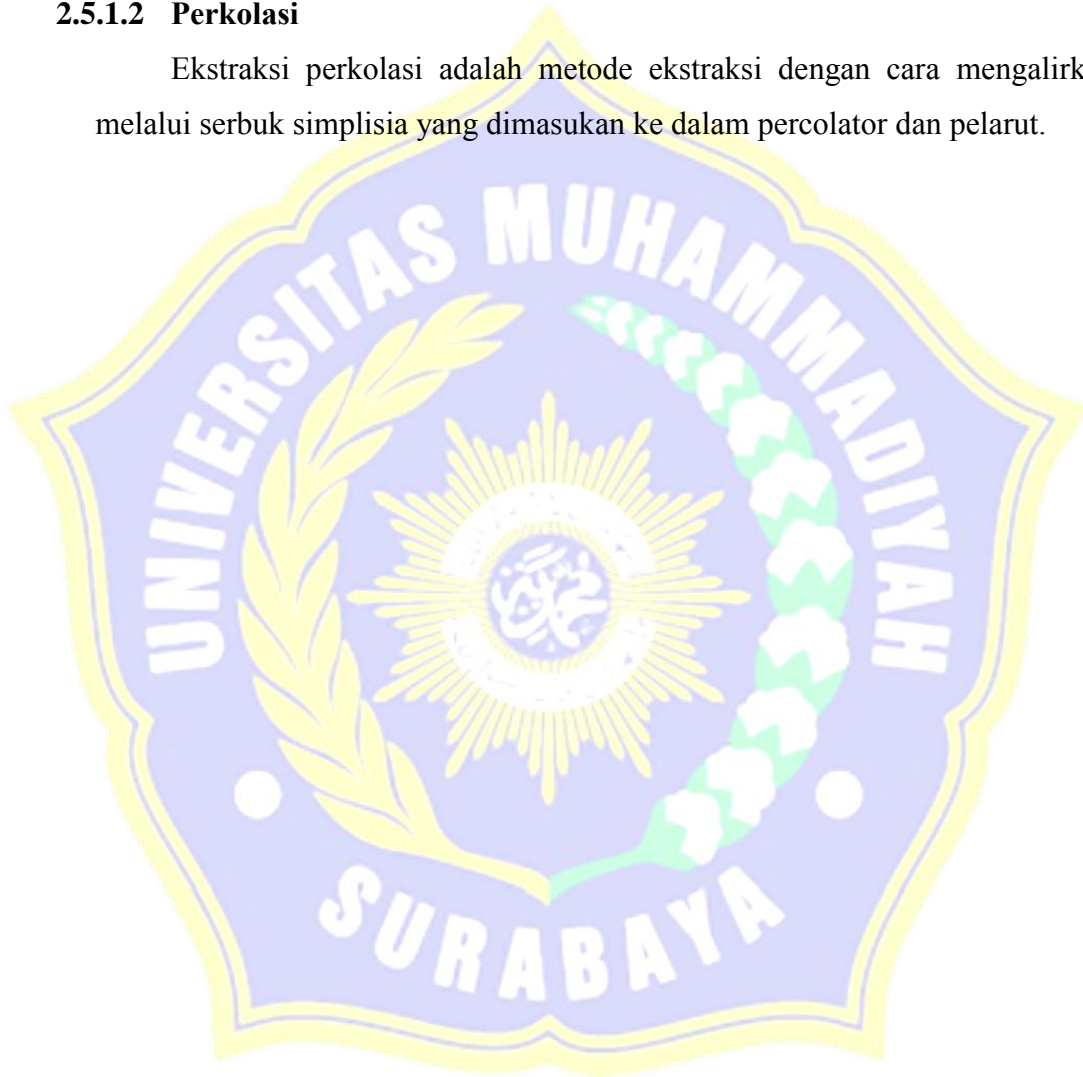 2.5.1.2 Perkolasi
Ekstraksi perkolasi adalah metode ekstraksi dengan cara mengalirk
melalui serbuk simplisia yang dimasukan ke dalam percolator dan pelarut.
UNIVERSITAS MUHAMMADIYAH
SURABAYA